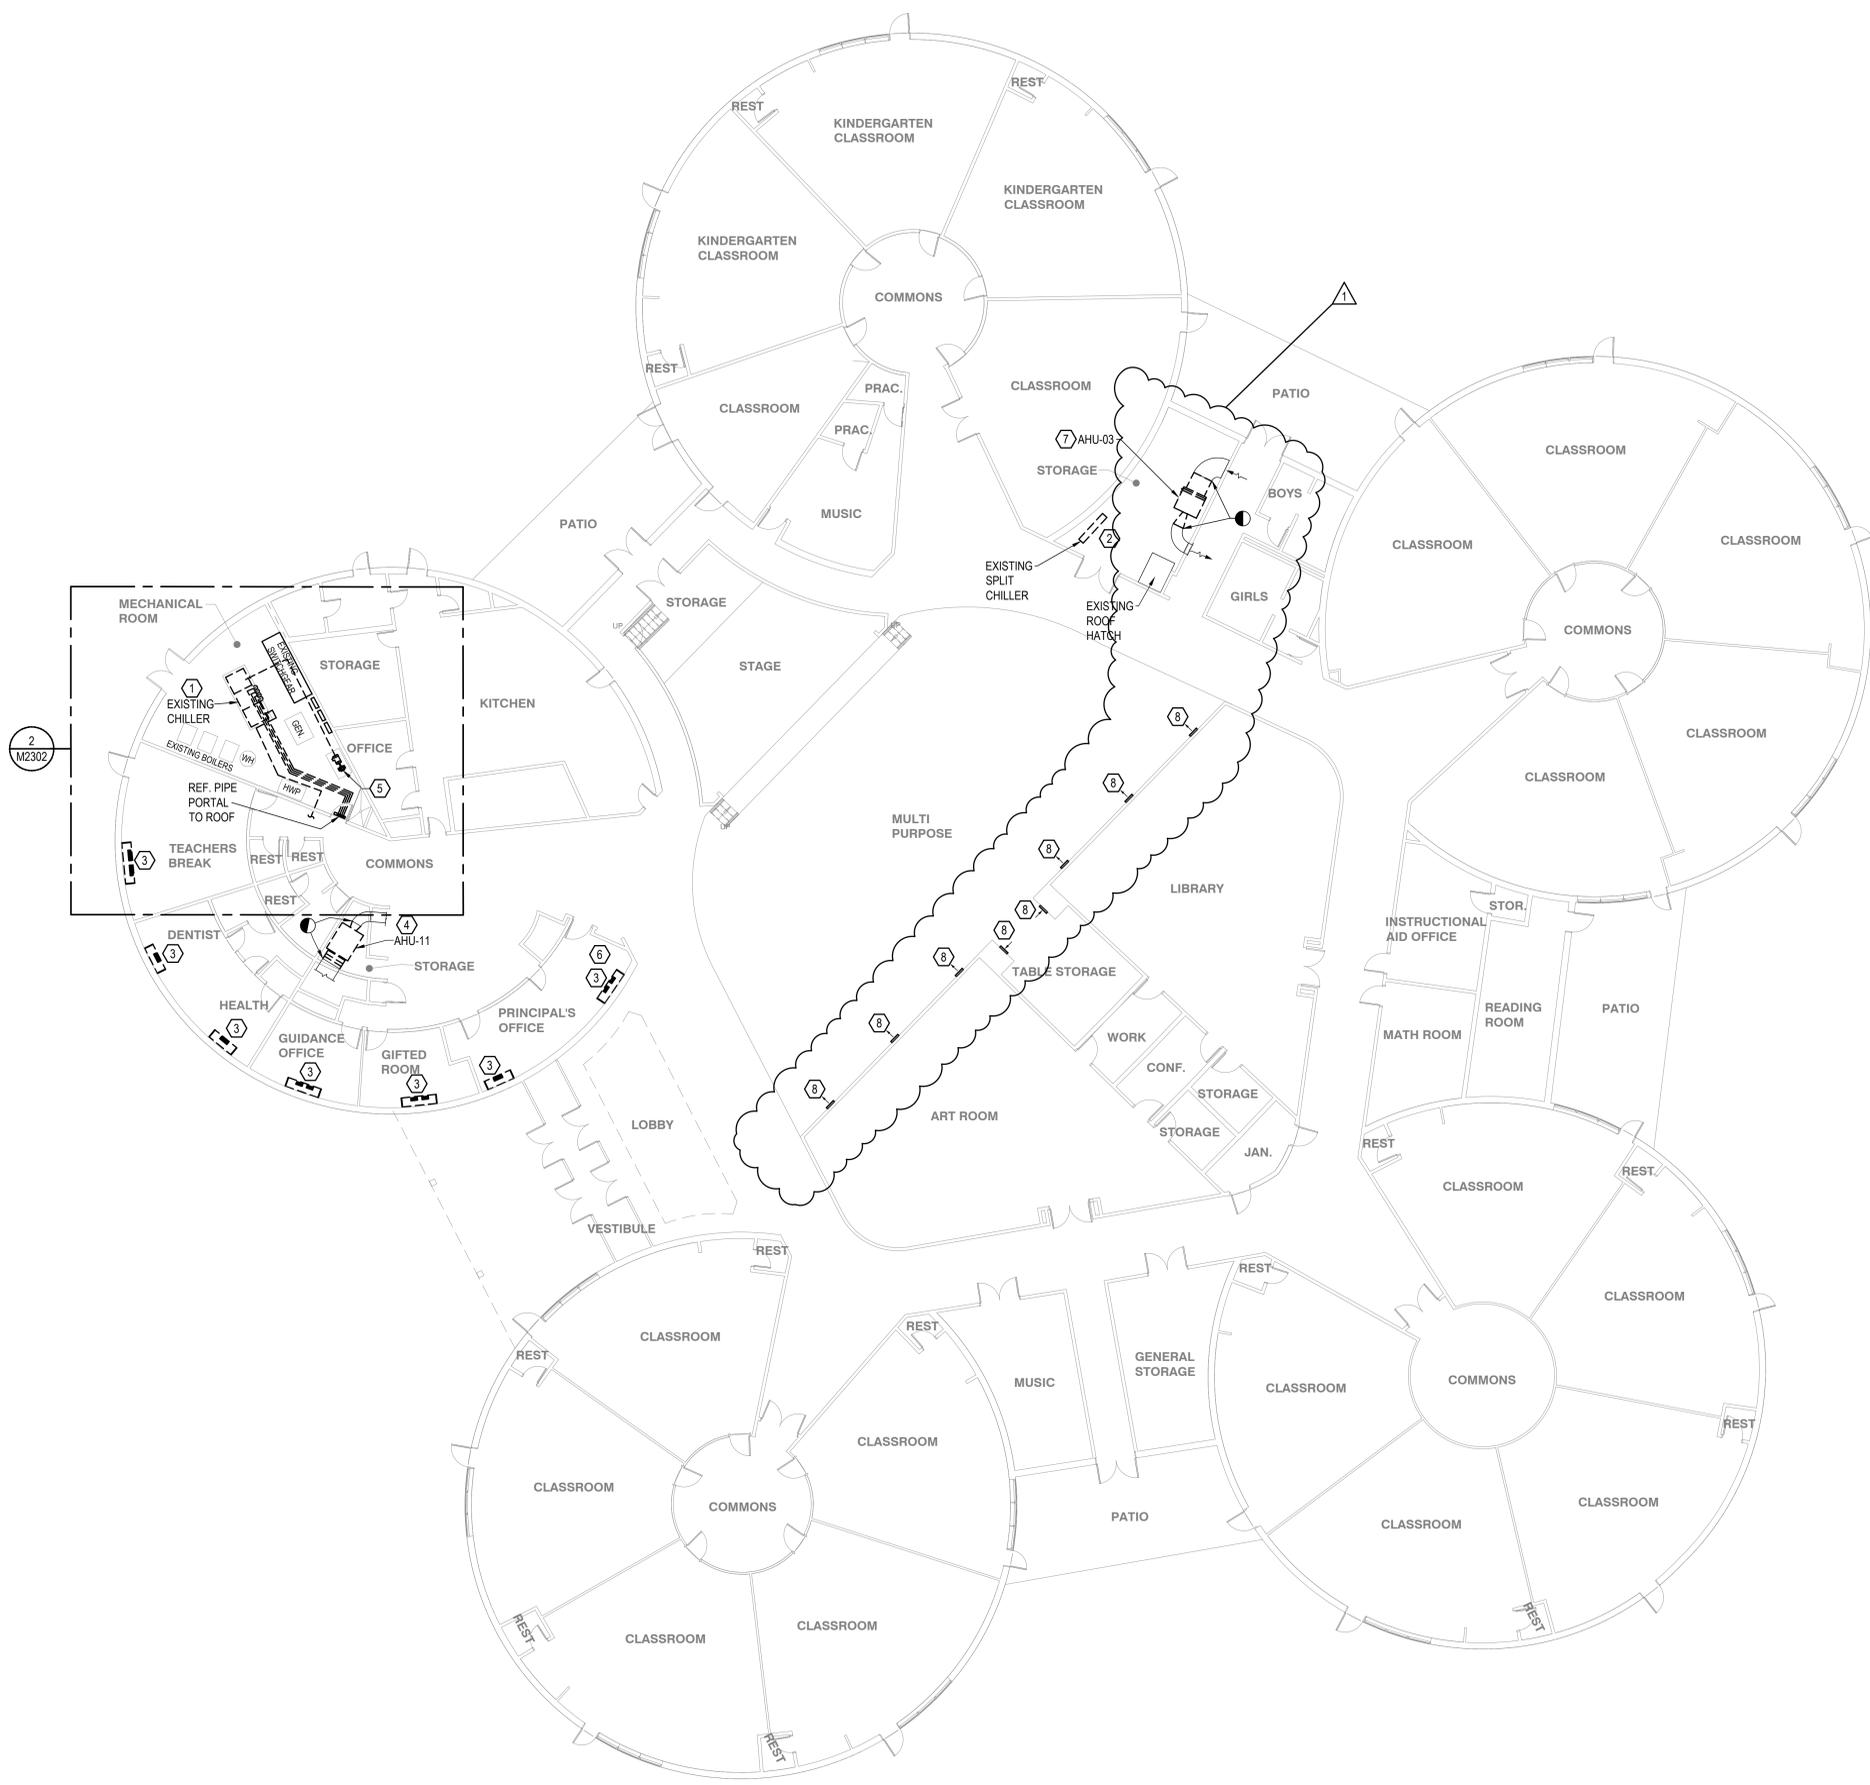 REST
REST
KINDERGARTEN
CLASSROOM
KINDERGARTEN
CLASSROOM
KINDERGARTEN
CLASSROOM
COMMONS
REST
CLASSROOM
PRAC.
PRAC.
MUSIC
CLASSROOM
1
PATIO
7
AHU-03
STORAGE
BOYS
2
EXISTING
SPLIT
CHILLER
EXISTING
ROOF
HATCH
GIRLS
CLASSROOM
CLASSROOM
CLASSROOM
COMMONS
CLASSROOM
CLASSROOM
PATIO
STORAGE
UP
UP
STAGE
UP
MECHANICAL
ROOM
EXISTING
SWITCHGEAR
STORAGE
KITCHEN
1
EXISTING
CHILLER
GEN.
2
M2302
EXISTING BOILERS
WH
OFFICE
HWP
5
REF. PIPE
PORTAL
TO ROOF
TEACHERS
BREAK
3
REST
REST
COMMONS
REST
DENTIST
3
4
AHU-11
STORAGE
6
3
HEALTH
3
GUIDANCE
OFFICE
3
GIFTED
ROOM
3
PRINCIPAL'S
OFFICE
3
MULTI
PURPOSE
8
8
8
8
8
8
8
8
LIBRARY
TABLE STORAGE
WORK
CONF.
STORAGE
STORAGE
JAN.
ART ROOM
LOBBY
VESTIBULE
STOR.
INSTRUCTIONAL
AID OFFICE
READING
ROOM
MATH ROOM
PATIO
REST
REST
CLASSROOM
CLASSROOM
REST
CLASSROOM
COMMONS
REST
CLASSROOM
CLASSROOM
REST
GENERAL
STORAGE
MUSIC
PATIO
REST
CLASSROOM
REST
REST
CLASSROOM
CLASSROOM
COMMONS
REST
CLASSROOM
CLASSROOM
REST